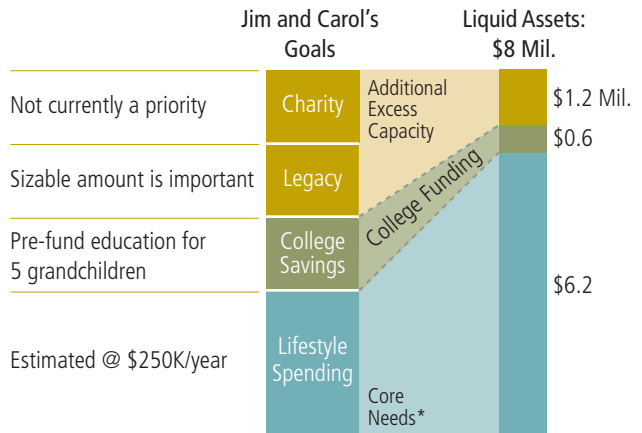 Jim and Carol's
Goals
Liquid Assets:
$8 Mil.
Not currently a priority
Charity
Additional
Excess
Capacity
$1.2 Mil.
$0.6
Sizable amount is important
Legacy
College Funding
Pre-fund education for
5 grandchildren
College
Savings
$6.2
Estimated @ $250K/year
Lifestyle
Spending
Core
Needs*